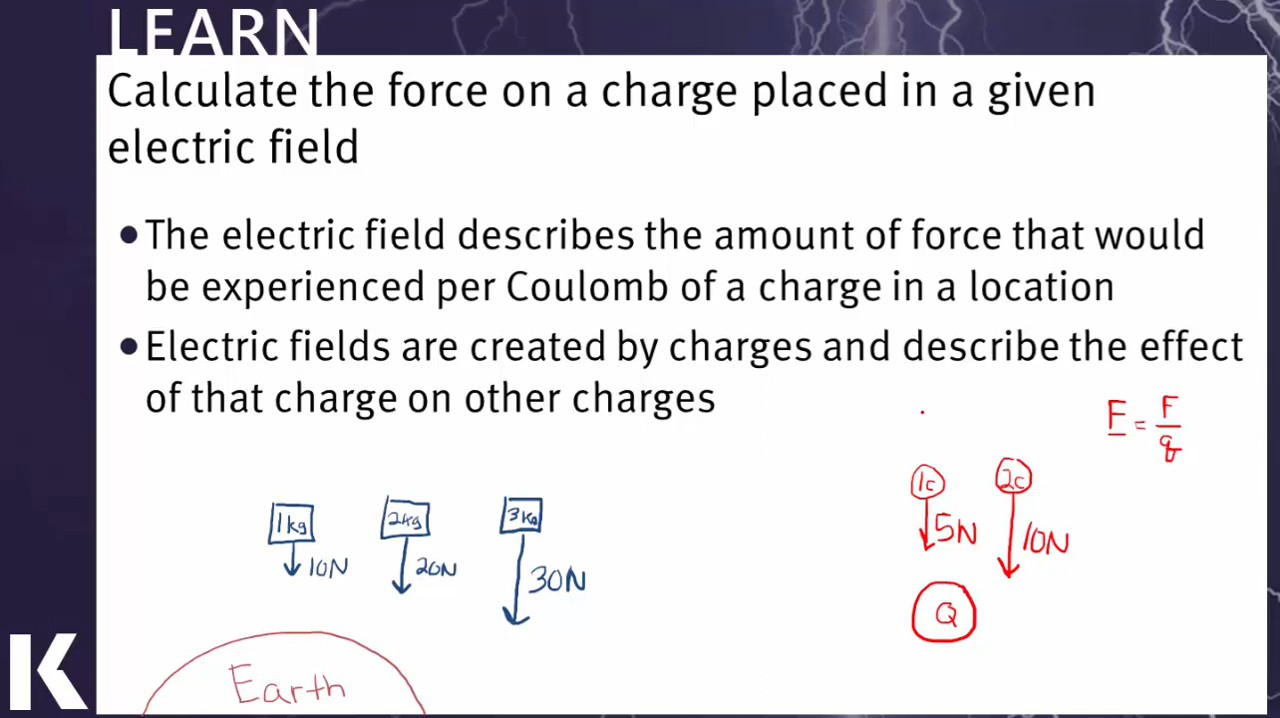 LEARN
Calculate the force on a charge placed in a given
electric field
• The electric field describes the amount of force that would
be experienced per Coulomb of a charge in a location
• Electric fields are created by charges and describe the effect
of that charge on other charges
F = F/q
1kg 2kg 3kg
10N 20N 30N
1c 2c
5N 10N
Q
Earth
K